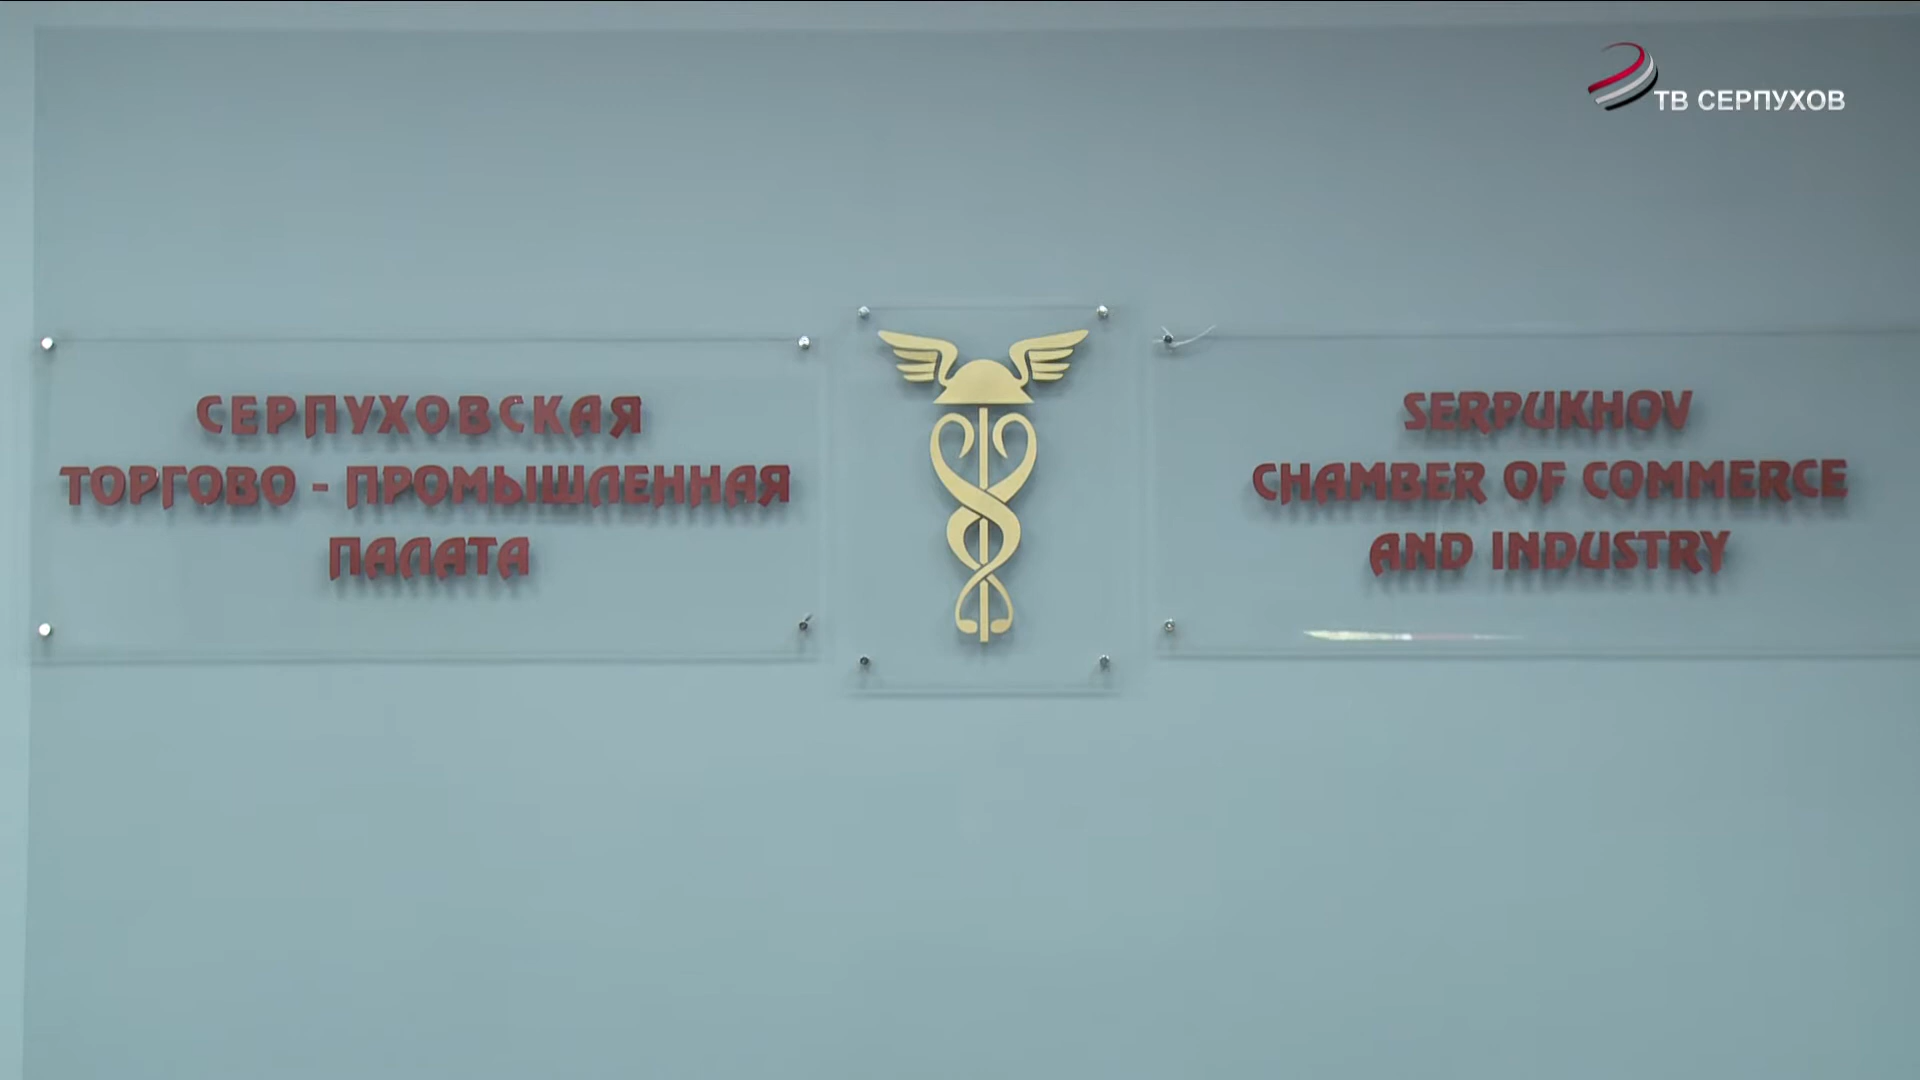 ТВ СЕРПУХОВ
СЕРПУХОВСКАЯ
ТОРГОВО - ПРОМЫШЛЕННАЯ
ПАЛАТА
SERPUKHOV
CHAMBER OF COMMERCE
AND INDUSTRY